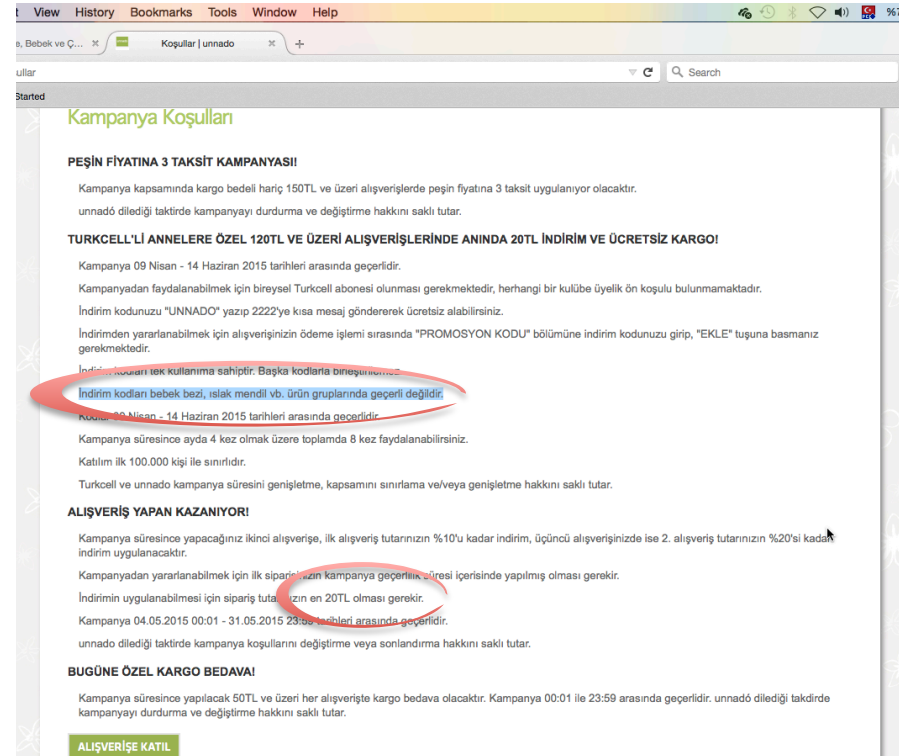 View History Bookmarks Tools Window Help
e, Bebek ve Ç... × Koşullar | unnado × +
ullar Search
Started
Kampanya Koşulları
PEŞİN FİYATINA 3 TAKSİT KAMPANYASI!
Kampanya kapsamında kargo bedeli hariç 150TL ve üzeri alışverişlerde peşin fiyatına 3 taksit uygulanıyor olacaktır.
unnadó dilediği taktirde kampanyayı durdurma ve değiştirme hakkını saklı tutar.
TURKCELL'Lİ ANNELERE ÖZEL 120TL VE ÜZERİ ALIŞVERİŞLERİNDE ANINDA 20TL İNDİRİM VE ÜCRETSİZ KARGO!
Kampanya 09 Nisan - 14 Haziran 2015 tarihleri arasında geçerlidir.
Kampanyadan faydalanabilmek için bireysel Turkcell abonesi olunması gerekmektedir, herhangi bir kulübe üyelik ön koşulu bulunmamaktadır.
İndirim kodunuzu "UNNADO" yazıp 2222'ye kısa mesaj göndererek ücretsiz alabilirsiniz.
İndirimden yararlanabilmek için alışverişinizin ödeme işlemi sırasında "PROMOSYON KODU" bölümüne indirim kodunuzu girip, "EKLE" tuşuna basmanız
gerekmektedir.
İndirim kodları tek kullanıma sahiptir. Başka kodlarla birleştirilemez.
İndirim kodları bebek bezi, ıslak mendil vb. ürün gruplarında geçerli değildir.
Kodlar 09 Nisan - 14 Haziran 2015 tarihleri arasında geçerlidir.
Kampanya süresince ayda 4 kez olmak üzere toplamda 8 kez faydalanabilirsiniz.
Katılım ilk 100.000 kişi ile sınırlıdır.
Turkcell ve unnado kampanya süresini genişletme, kapsamını sınırlama ve/veya genişletme hakkını saklı tutar.
ALIŞVERİŞ YAPAN KAZANIYOR!
Kampanya süresince yapacağınız ikinci alışverişe, ilk alışveriş tutarınızın %10'u kadar indirim, üçüncü alışverişinizde ise 2. alışveriş tutarınızın %20'si kadar
indirim uygulanacaktır.
Kampanyadan yararlanabilmek için ilk siparişinizin kampanya geçerlilik süresi içerisinde yapılmış olması gerekir.
İndirimin uygulanabilmesi için sipariş tutarınızın en 20TL olması gerekir.
Kampanya 04.05.2015 00:01 - 31.05.2015 23:59 tarihleri arasında geçerlidir.
unnado dilediği taktirde kampanya koşullarını değiştirme veya sonlandırma hakkını saklı tutar.
BUGÜNE ÖZEL KARGO BEDAVA!
Kampanya süresince yapılacak 50TL ve üzeri her alışverişte kargo bedava olacaktır. Kampanya 00:01 ile 23:59 arasında geçerlidir. unnadó dilediği takdirde
kampanyayı durdurma ve değiştirme hakkını saklı tutar.
ALIŞVERİŞE KATIL